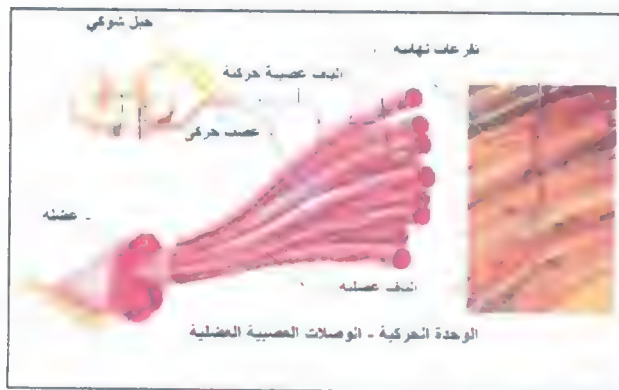 حبل شوكي
تفرعات نهائية
الياف عصبية حركية
عصب حركي
عضلة
الياف عضلية
الوحدة الحركية - الوصلات العصبية العضلية